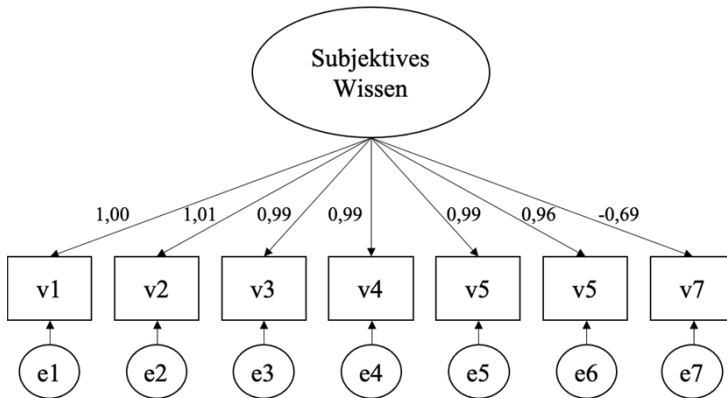 Subjektives
Wissen
1,00 1,01 0,99 0,99 0,99 0,96 -0,69
v1 v2 v3 v4 v5 v5 v7
e1 e2 e3 e4 e5 e6 e7